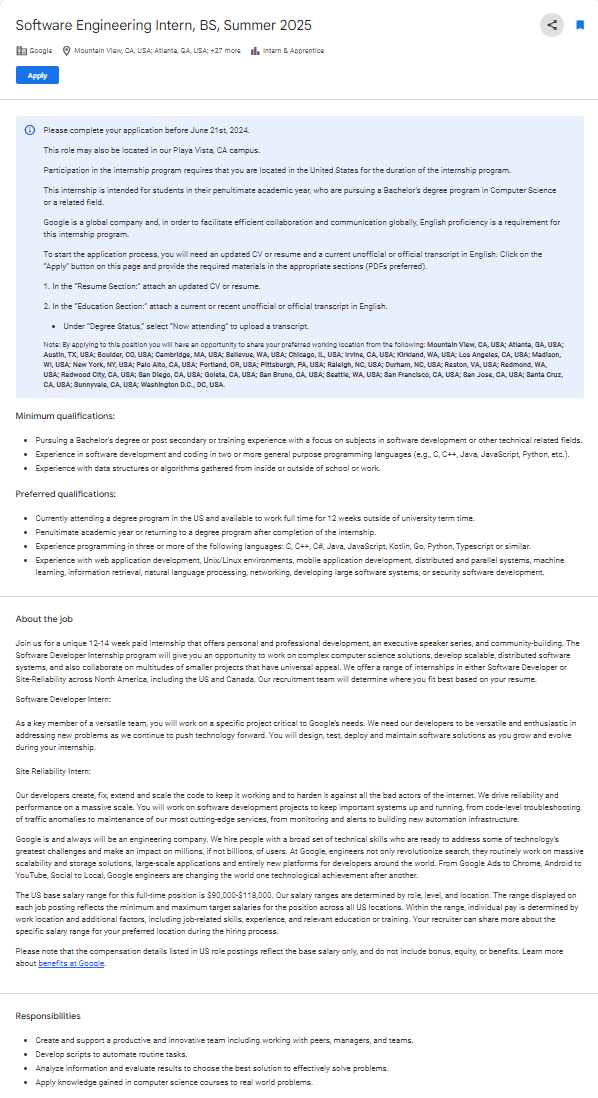 Software Engineering Intern, BS, Summer 2025
Google Mountain View, CA, USA; Atlanta, GA, USA; +27 more Intern & Apprentice
Apply
Please complete your application before June 21st, 2024.
This role may also be located in our Playa Vista, CA campus.
Participation in the internship program requires that you are located in the United States for the duration of the internship program.
This internship is intended for students in their penultimate academic year, who are pursuing a Bachelor's degree program in Computer Science
or a related field.
Google is a global company and, in order to facilitate efficient collaboration and communication globally, English proficiency is a requirement for
this internship program.
To start the application process, you will need an updated CV or resume and a current unofficial or official transcript in English. Click on the
"Apply" button on this page and provide the required materials in the appropriate sections (PDFs preferred).
1. In the "Resume Section:" attach an updated CV or resume.
2. In the "Education Section:" attach a current or recent unofficial or official transcript in English.
• Under "Degree Status," select "Now attending" to upload a transcript.
Note: By applying to this position you will have an opportunity to share your preferred working location from the following: Mountain View, CA, USA; Atlanta, GA, USA;
Austin, TX, USA; Boulder, CO, USA; Cambridge, MA, USA; Bellevue, WA, USA; Chicago, IL, USA; Irvine, CA, USA; Kirkland, WA, USA; Los Angeles, CA, USA; Madison,
WI, USA; New York, NY, USA; Palo Alto, CA, USA; Portland, OR, USA; Pittsburgh, PA, USA; Raleigh, NC, USA; Durham, NC, USA; Reston, VA, USA; Redmond, WA,
USA; Redwood City, CA, USA; San Diego, CA, USA; Goleta, CA, USA; San Bruno, CA, USA; Seattle, WA, USA; San Francisco, CA, USA; San Jose, CA, USA; Santa Cruz,
CA, USA; Sunnyvale, CA, USA; Washington D.C., DC, USA.
Minimum qualifications:
• Pursuing a Bachelor's degree or post secondary or training experience with a focus on subjects in software development or other technical related fields.
• Experience in software development and coding in two or more general purpose programming languages (e.g., C, C++, Java, JavaScript, Python, etc.).
• Experience with data structures or algorithms gathered from inside or outside of school or work.
Preferred qualifications:
• Currently attending a degree program in the US and available to work full time for 12 weeks outside of university term time.
• Penultimate academic year or returning to a degree program after completion of the internship.
• Experience programming in three or more of the following languages: C, C++, C#, Java, JavaScript, Kotlin, Go, Python, Typescript or similar.
• Experience with web application development, Unix/Linux environments, mobile application development, distributed and parallel systems, machine
learning, information retrieval, natural language processing, networking, developing large software systems, or security software development.
About the job
Join us for a unique 12-14 week paid internship that offers personal and professional development, an executive speaker series, and community-building. The
Software Developer Internship program will give you an opportunity to work on complex computer science solutions, develop scalable, distributed software
systems, and also collaborate on multitudes of smaller projects that have universal appeal. We offer a range of internships in either Software Developer or
Site-Reliability across North America, including the US and Canada. Our recruitment team will determine where you fit best based on your resume.
Software Developer Intern:
As a key member of a versatile team, you will work on a specific project critical to Google's needs. We need our developers to be versatile and enthusiastic in
addressing new problems as we continue to push technology forward. You will design, test, deploy and maintain software solutions as you grow and evolve
during your internship.
Site Reliability Intern:
Our developers create, fix, extend and scale the code to keep it working and to harden it against all the bad actors of the internet. We drive reliability and
performance on a massive scale. You will work on software development projects to keep important systems up and running, from code-level troubleshooting
of traffic anomalies to maintenance of our most cutting-edge services, from monitoring and alerts to building new automation infrastructure.
Google is and always will be an engineering company. We hire people with a broad set of technical skills who are ready to address some of technology's
greatest challenges and make an impact on millions, if not billions, of users. At Google, engineers not only revolutionize search, they routinely work on massive
scalability and storage solutions, large-scale applications and entirely new platforms for developers around the world. From Google Ads to Chrome, Android to
YouTube, Social to Local, Google engineers are changing the world one technological achievement after another.
The US base salary range for this full-time position is $90,000-$118,000. Our salary ranges are determined by role, level, and location. The range displayed on
each job posting reflects the minimum and maximum target salaries for the position across all US locations. Within the range, individual pay is determined by
work location and additional factors, including job-related skills, experience, and relevant education or training. Your recruiter can share more about the
specific salary range for your preferred location during the hiring process.
Please note that the compensation details listed in US role postings reflect the base salary only, and do not include bonus, equity, or benefits. Learn more
about benefits at Google.
Responsibilities
• Create and support a productive and innovative team including working with peers, managers, and teams.
• Develop scripts to automate routine tasks.
• Analyze information and evaluate results to choose the best solution to effectively solve problems.
• Apply knowledge gained in computer science courses to real world problems.